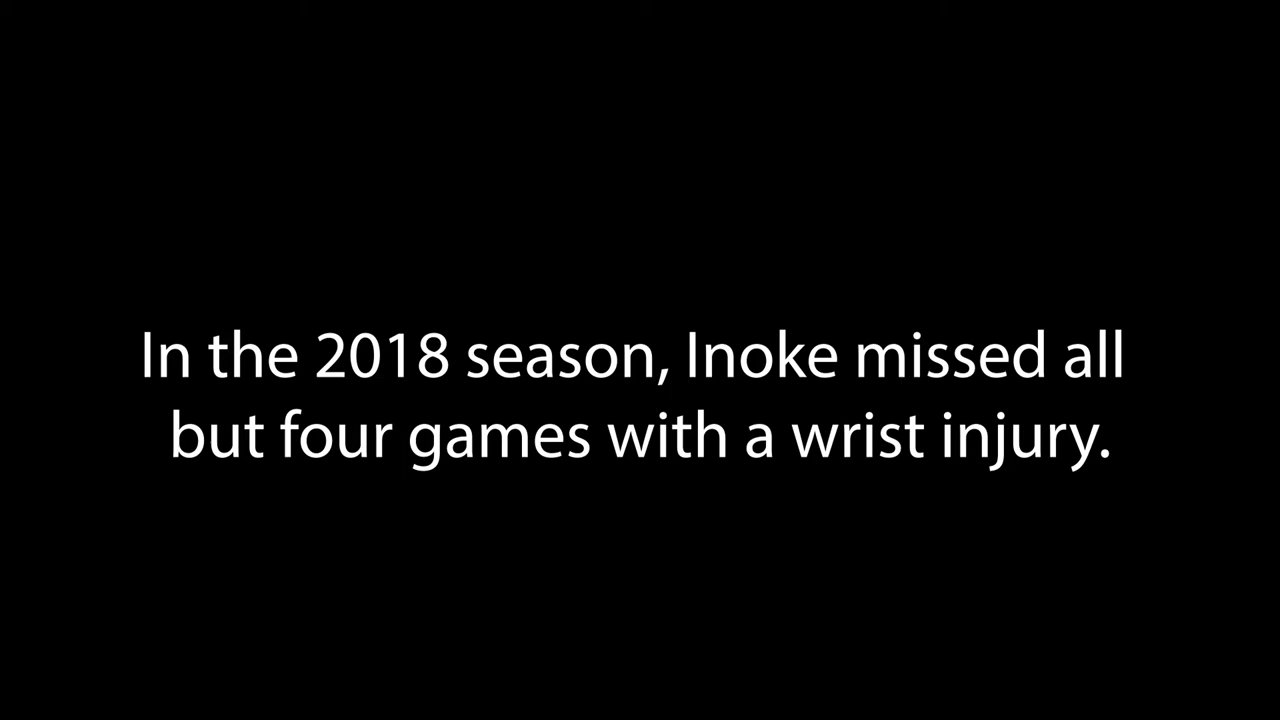 In the 2018 season, Inoke missed all
but four games with a wrist injury.